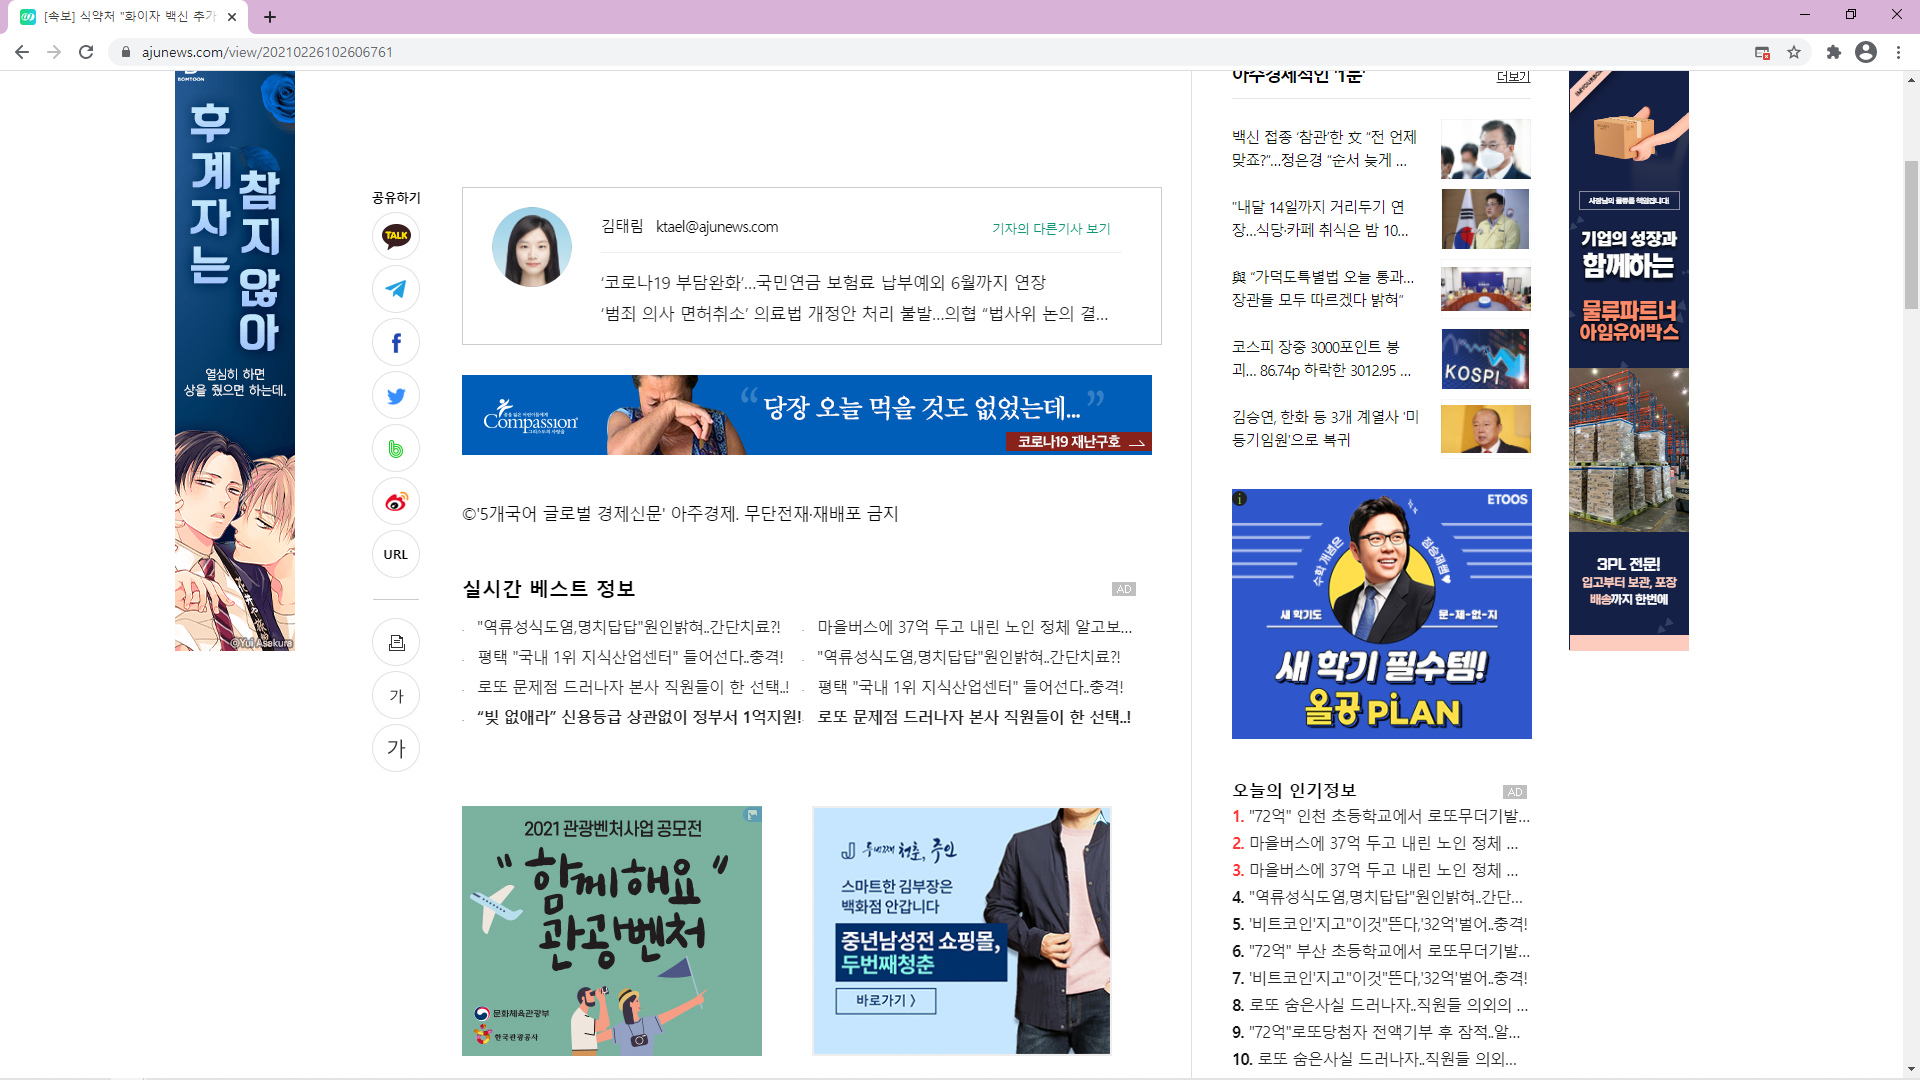 [속보] 식약처 "화이자 백신 추가
ajunews.com/view/20210226102606761
BOMTOON
후계자는
참지 않아
열심히 하면
상을 줬으면 하는데.
@Yui Asakura
공유하기
TALK
URL
가
가
김태림 ktael@ajunews.com
기자의 다른기사 보기
‘코로나19 부담완화’…국민연금 보험료 납부예외 6월까지 연장
‘범죄 의사 면허취소’ 의료법 개정안 처리 불발…의협 “법사위 논의 결...
Compassion
“당장 오늘 먹을 것도 없었는데...”
코로나19 재난구호
©'5개국어 글로벌 경제신문' 아주경제. 무단전재·재배포 금지
실시간 베스트 정보
AD
"역류성식도염,명치답답"원인밝혀..간단치료?!
평택 "국내 1위 지식산업센터" 들어선다..충격!
로또 문제점 드러나자 본사 직원들이 한 선택..!
“빚 없애라” 신용등급 상관없이 정부서 1억지원!
마을버스에 37억 두고 내린 노인 정체 알고보...
"역류성식도염,명치답답"원인밝혀..간단치료?!
평택 "국내 1위 지식산업센터" 들어선다..충격!
로또 문제점 드러나자 본사 직원들이 한 선택..!
2021 관광벤처사업 공모전
"함께해요"
관광벤처
문화체육관광부
한국관광공사
두번째 청춘, 주인
스마트한 김부장은
백화점 안갑니다
중년남성전 쇼핑몰,
두번째청춘
바로가기 >
아주경제적인 '1분'
더보기
백신 접종 ‘참관’한 文 “전 언제
맞죠?”…정은경 “순서 늦게 ...
"내달 14일까지 거리두기 연
장…식당·카페 취식은 밤 10...
與 “가덕도특별법 오늘 통과…
장관들 모두 따르겠다 밝혀”
코스피 장중 3000포인트 붕
괴... 86.74p 하락한 3012.95 ...
KOSPI
김승연, 한화 등 3개 계열사 '미
등기임원'으로 복귀
ETOOS
수학 개념은
정승제뿐♥
새 학기도
문-제-없-지
새 학기 필수템!
올공 PLAN
오늘의 인기정보
AD
1. "72억" 인천 초등학교에서 로또무더기발...
2. 마을버스에 37억 두고 내린 노인 정체 ...
3. 마을버스에 37억 두고 내린 노인 정체 ...
4. "역류성식도염,명치답답"원인밝혀..간단...
5. '비트코인'지고"이것"뜬다,'32억'벌어..충격!
6. "72억" 부산 초등학교에서 로또무더기발...
7. '비트코인'지고"이것"뜬다,'32억'벌어..충격!
8. 로또 숨은사실 드러나자..직원들 의외의 ...
9. "72억"로또당첨자 전액기부 후 잠적..알...
10. 로또 숨은사실 드러나자..직원들 의외...
사장님의 물류를 책임집니다!
기업의 성장과
함께하는
물류파트너
아임유어박스
3PL 전문!
입고부터 보관, 포장
배송까지 한번에